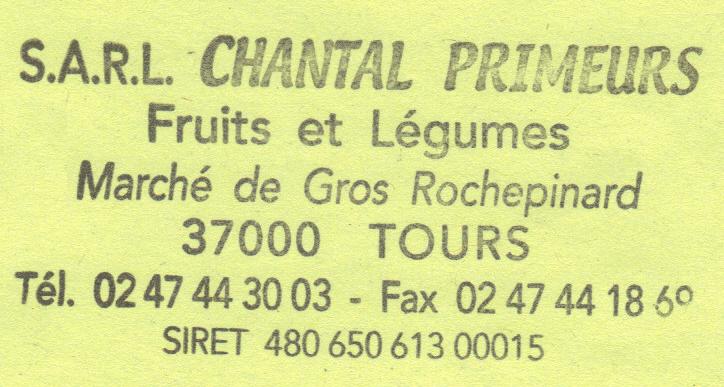 S.A.R.L. CHANTAL PRIMEURS
Fruits et Légumes
Marché de Gros Rochepinard
37000 TOURS
Tél. 02 47 44 30 03 - Fax 02 47 44 18 60
SIRET 480 650 613 00015